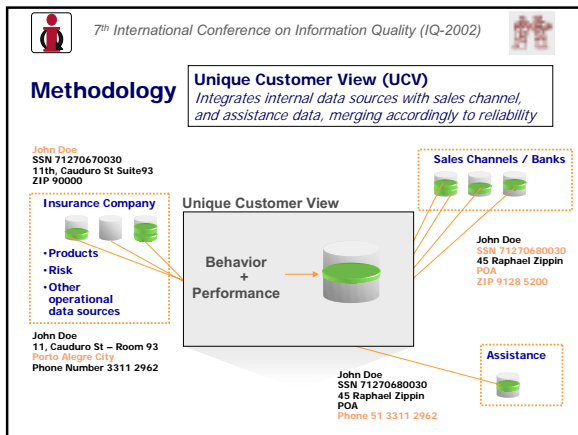 7th International Conference on Information Quality (IQ-2002)
Methodology
Unique Customer View (UCV)
Integrates internal data sources with sales channel,
and assistance data, merging accordingly to reliability
John Doe
SSN 71270670030
11th, Cauduro St Suite93
ZIP 90000
Insurance Company
•Products
•Risk
•Other
operational
data sources
John Doe
11, Cauduro St – Room 93
Porto Alegre City
Phone Number 3311 2962
Unique Customer View
Behavior
+
Performance
Sales Channels / Banks
John Doe
SSN 71270680030
45 Raphael Zippin
POA
ZIP 9128 5200
Assistance
John Doe
SSN 71270680030
45 Raphael Zippin
POA
Phone 51 3311 2962